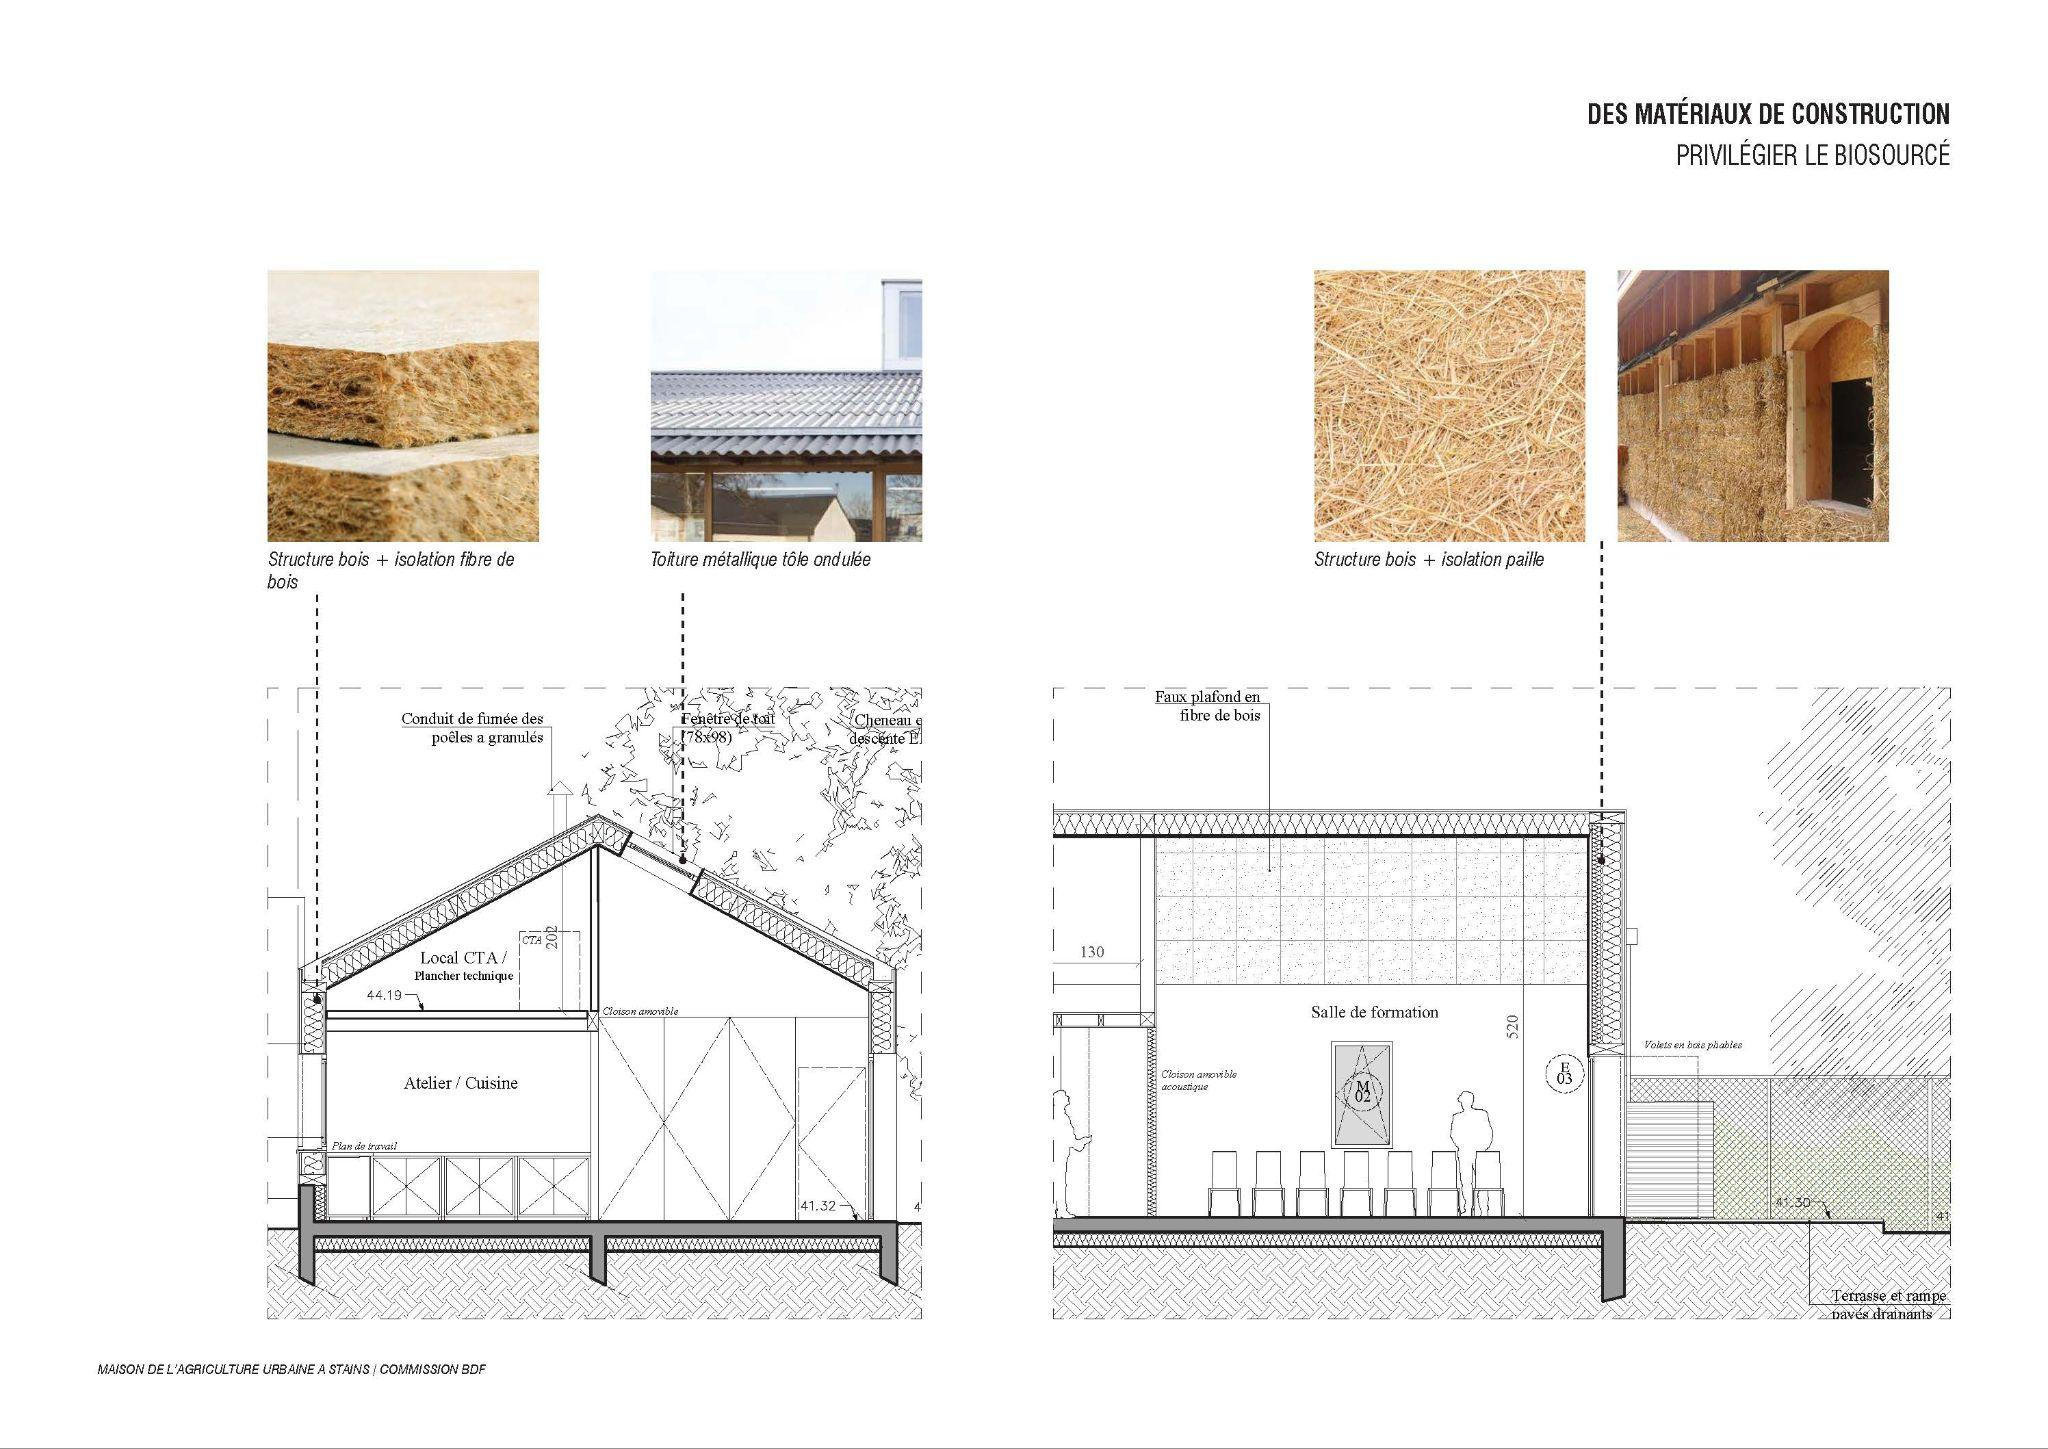 DES MATÉRIAUX DE CONSTRUCTION
PRIVILÉGIER LE BIOSOURCÉ
Structure bois + isolation fibre de
bois
Toiture métallique tôle ondulée
Structure bois + isolation paille
Conduit de fumée des
poêles a granulés
Fenêtre de toit
(78x98)
Cheneau e
descente E
CTA
202
Local CTA /
Plancher technique
44.19
Cloison amovible
Atelier / Cuisine
Plan de travail
41.32
4
Faux plafond en
fibre de bois
130
Salle de formation
520
Volets en bois pliables
Cloison amovible
acoustique
M
02
E
03
41.30
41
Terrasse et rampe
pavés drainants
MAISON DE L'AGRICULTURE URBAINE A STAINS / COMMISSION BDF